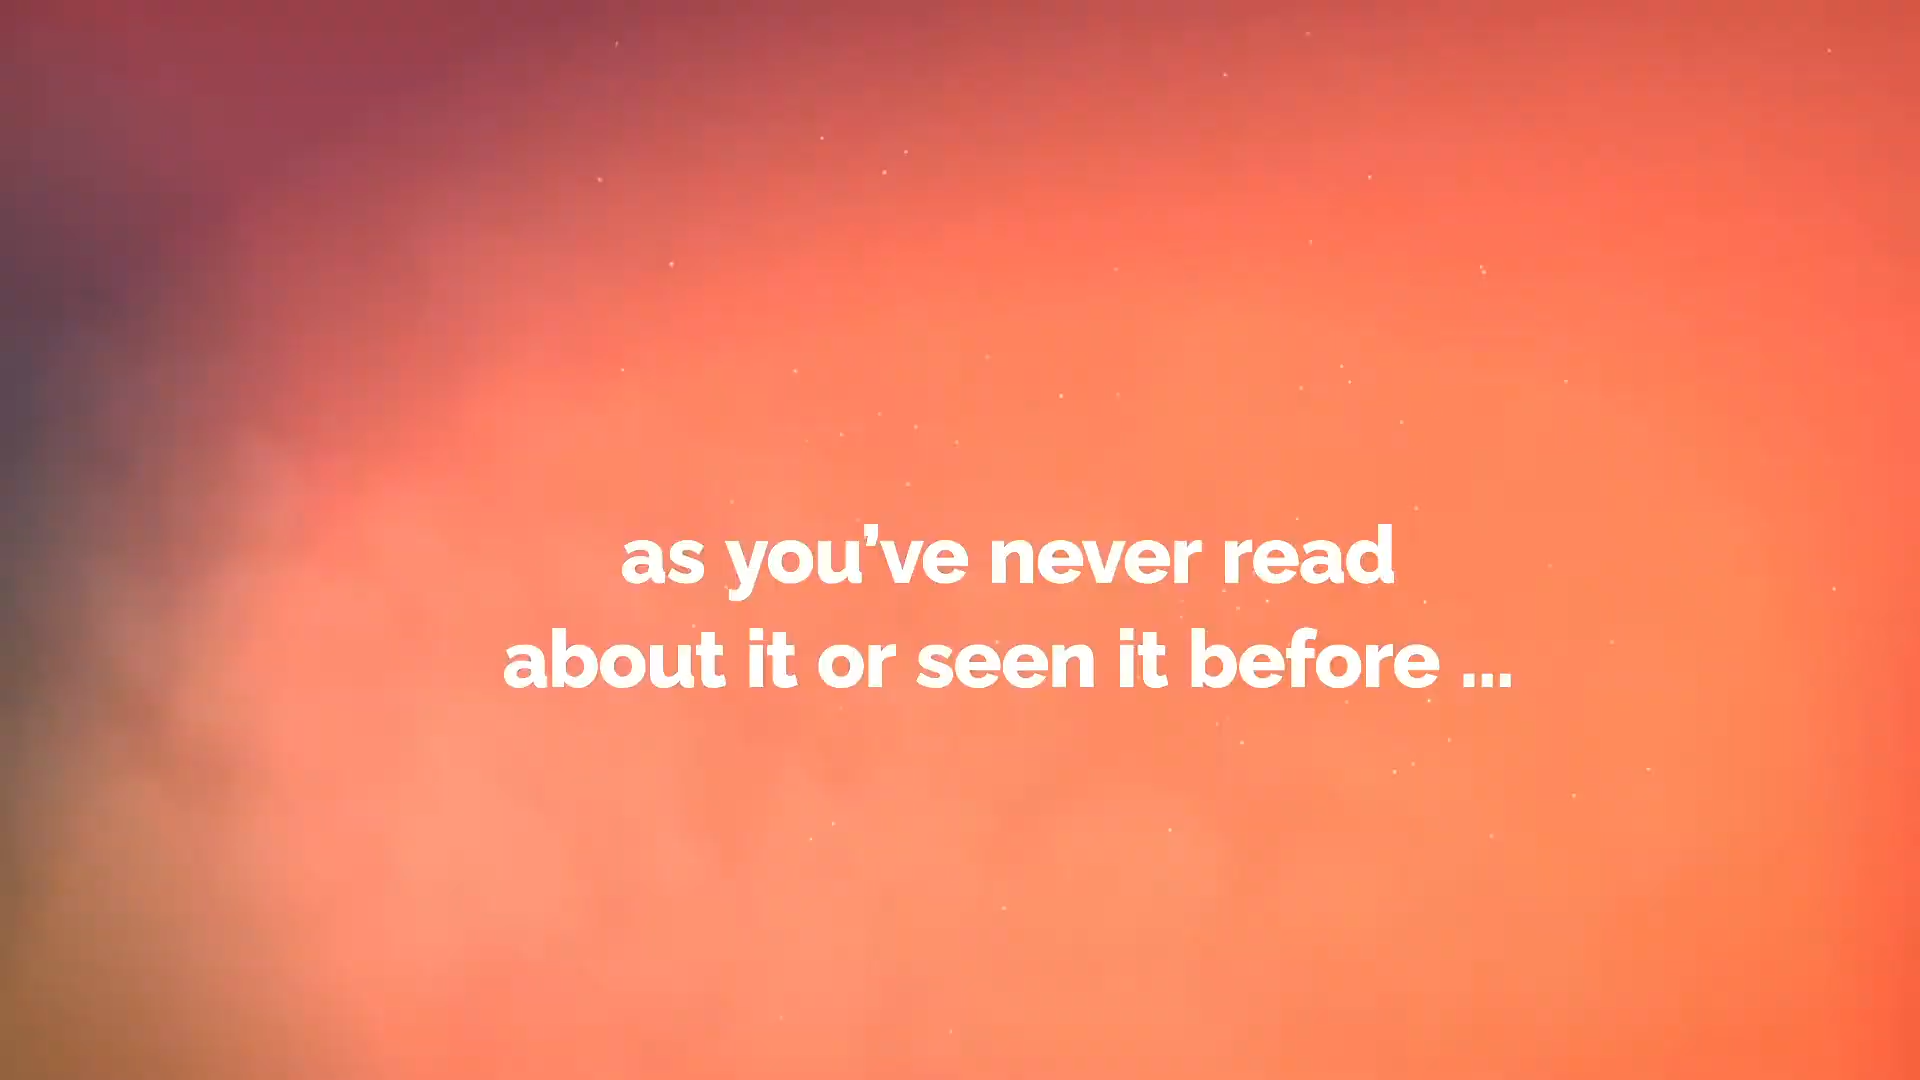 as you’ve never read
about it or seen it before ...